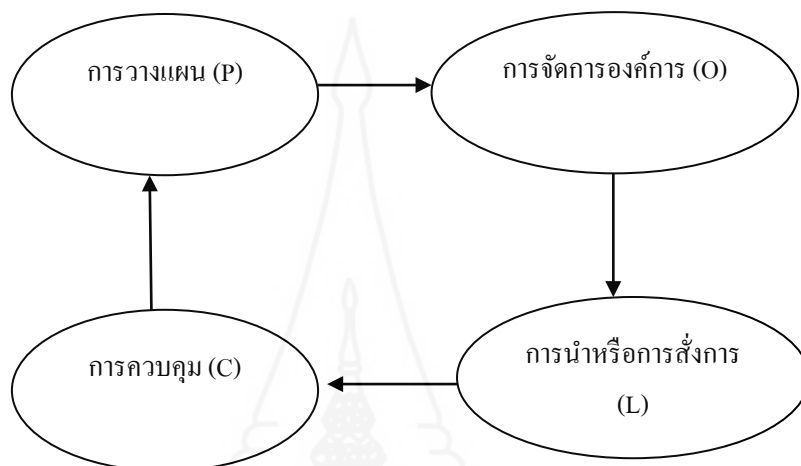 การวางแผน (P)
การจัดการองค์การ (O)
การนำหรือการสั่งการ
(L)
การควบคุม (C)